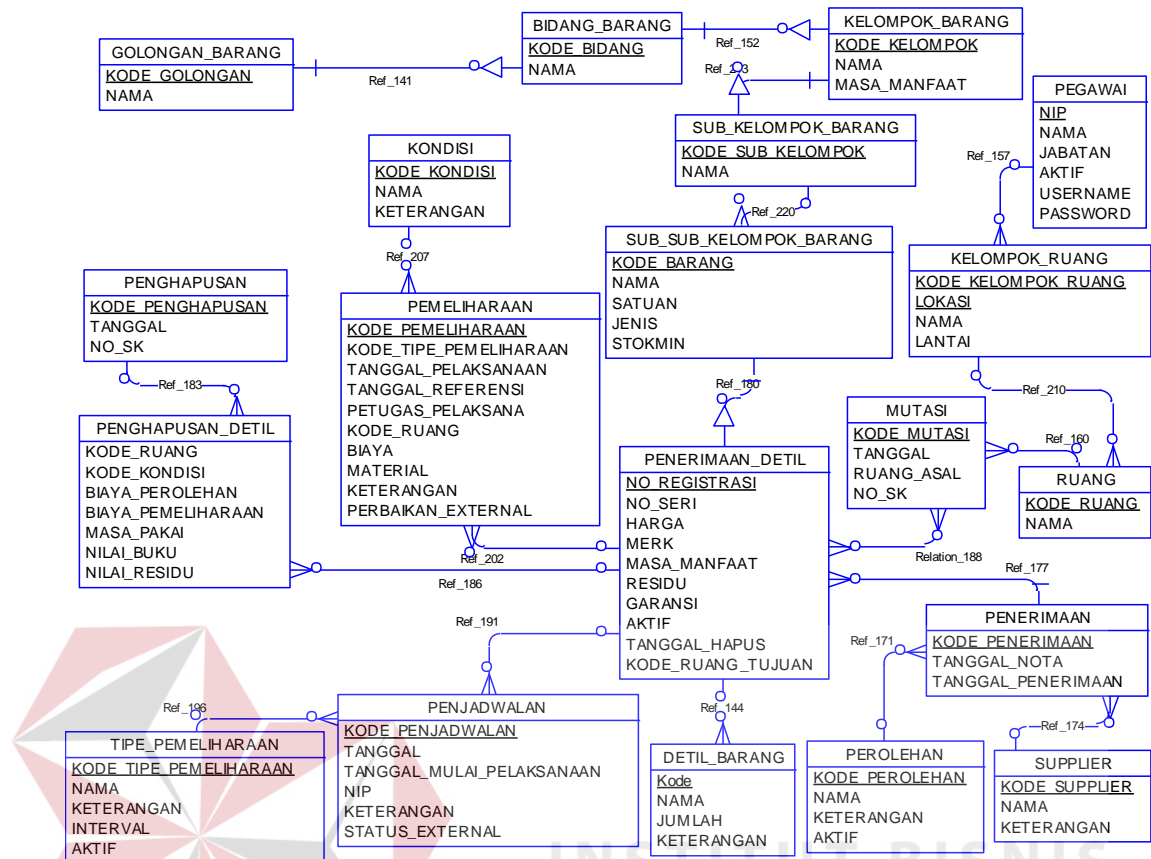 GOLONGAN_BARANG
KODE_GOLONGAN
NAMA
Ref_141
BIDANG_BARANG
KODE_BIDANG
NAMA
Ref_152
KELOMPOK_BARANG
KODE_KELOMPOK
NAMA
MASA_MANFAAT
SUB_KELOMPOK_BARANG
KODE_SUB_KELOMPOK
NAMA
Ref_220
PEGAWAI
NIP
NAMA
JABATAN
AKTIF
USERNAME
PASSWORD
Ref_157
KONDISI
KODE_KONDISI
NAMA
KETERANGAN
Ref_207
SUB_SUB_KELOMPOK_BARANG
KODE_BARANG
NAMA
SATUAN
JENIS
STOKMIN
Ref_180
KELOMPOK_RUANG
KODE_KELOMPOK_RUANG
LOKASI
NAMA
LANTAI
Ref_210
PENGHAPUSAN
KODE_PENGHAPUSAN
TANGGAL
NO_SK
Ref_183
PEMELIHARAAN
KODE_PEMELIHARAAN
KODE_TIPE_PEMELIHARAAN
TANGGAL_PELAKSANAAN
TANGGAL_REFERENSI
PETUGAS_PELAKSANA
KODE_RUANG
BIAYA
MATERIAL
KETERANGAN
PERBAIKAN_EXTERNAL
Ref_202
PENGHAPUSAN_DETIL
KODE_RUANG
KODE_KONDISI
BIAYA_PEROLEHAN
BIAYA_PEMELIHARAAN
MASA_PAKAI
NILAI_BUKU
NILAI_RESIDU
Ref_186
MUTASI
KODE_MUTASI
TANGGAL
RUANG_ASAL
NO_SK
Ref_160
RUANG
KODE_RUANG
NAMA
Relation_188
PENERIMAAN_DETIL
NO_REGISTRASI
NO_SERI
HARGA
MERK
MASA_MANFAAT
RESIDU
GARANSI
AKTIF
TANGGAL_HAPUS
KODE_RUANG_TUJUAN
Ref_177
Ref_191
Ref_144
PENERIMAAN
KODE_PENERIMAAN
TANGGAL_NOTA
TANGGAL_PENERIMAAN
Ref_171
Ref_174
Ref_196
TIPE_PEMELIHARAAN
KODE_TIPE_PEMELIHARAAN
NAMA
KETERANGAN
INTERVAL
AKTIF
PENJADWALAN
KODE_PENJADWALAN
TANGGAL
TANGGAL_MULAI_PELAKSANAAN
NIP
KETERANGAN
STATUS_EXTERNAL
DETIL_BARANG
Kode
NAMA
JUMLAH
KETERANGAN
PEROLEHAN
KODE_PEROLEHAN
NAMA
KETERANGAN
AKTIF
SUPPLIER
KODE_SUPPLIER
NAMA
KETERANGAN
INSTITUT BISNIS